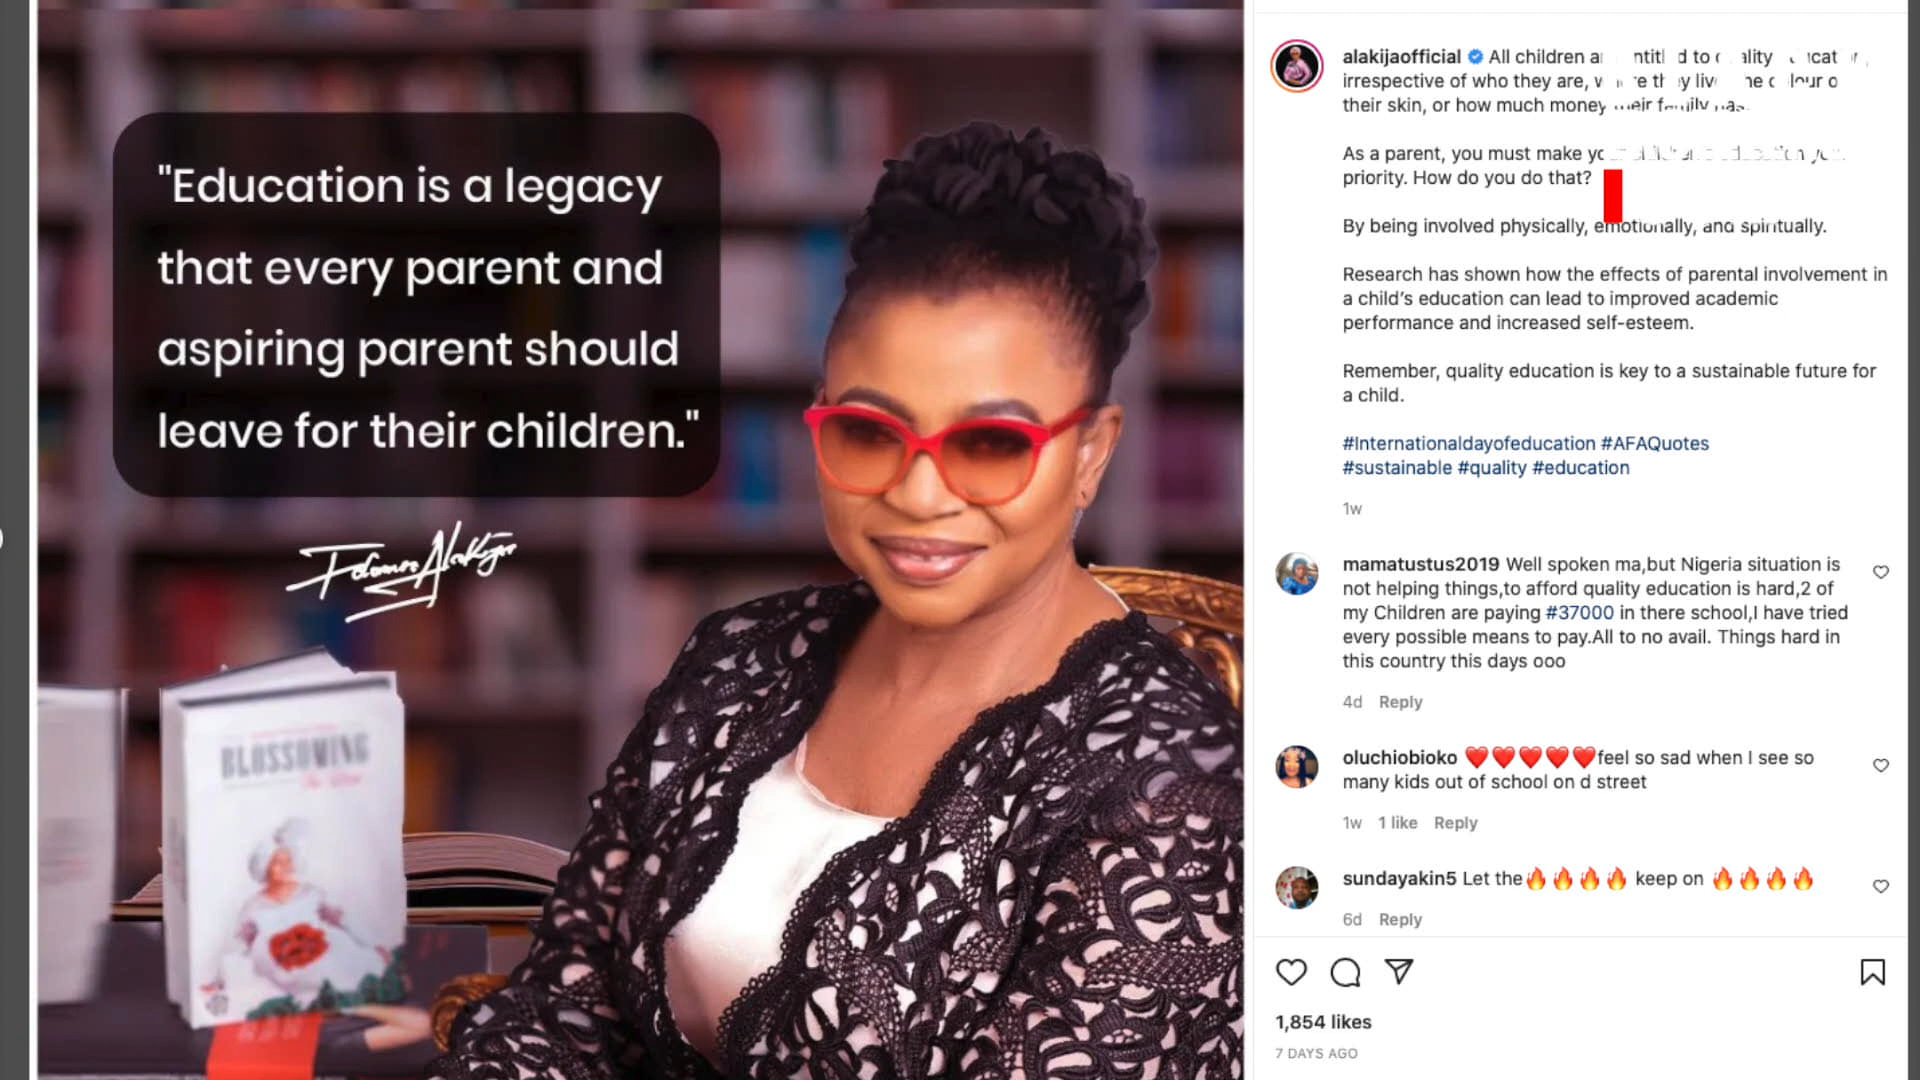 "Education is a legacy
that every parent and
aspiring parent should
leave for their children."
Folorunso Alakija
BLOSSOMING
alakijaofficial All children to
irrespective of who they are, they
their skin, or how much money family
As a parent, you must make
priority. How do you do that?
By being involved physically, emotionally, and spiritually.
Research has shown how the effects of parental involvement in
a child’s education can lead to improved academic
performance and increased self-esteem.
Remember, quality education is key to a sustainable future for
a child.
#Internationaldayofeducation #AFAQuotes
#sustainable #quality #education
1w
mamatustus2019 Well spoken ma,but Nigeria situation is
not helping things,to afford quality education is hard,2 of
my Children are paying #37000 in there school,I have tried
every possible means to pay.All to no avail. Things hard in
this country this days ooo
4d Reply
oluchiobioko ❤️❤️❤️❤️❤️feel so sad when I see so
many kids out of school on d street
1w 1 like Reply
sundayakin5 Let the🔥🔥🔥🔥 keep on 🔥🔥🔥🔥
6d Reply
1,854 likes
7 DAYS AGO